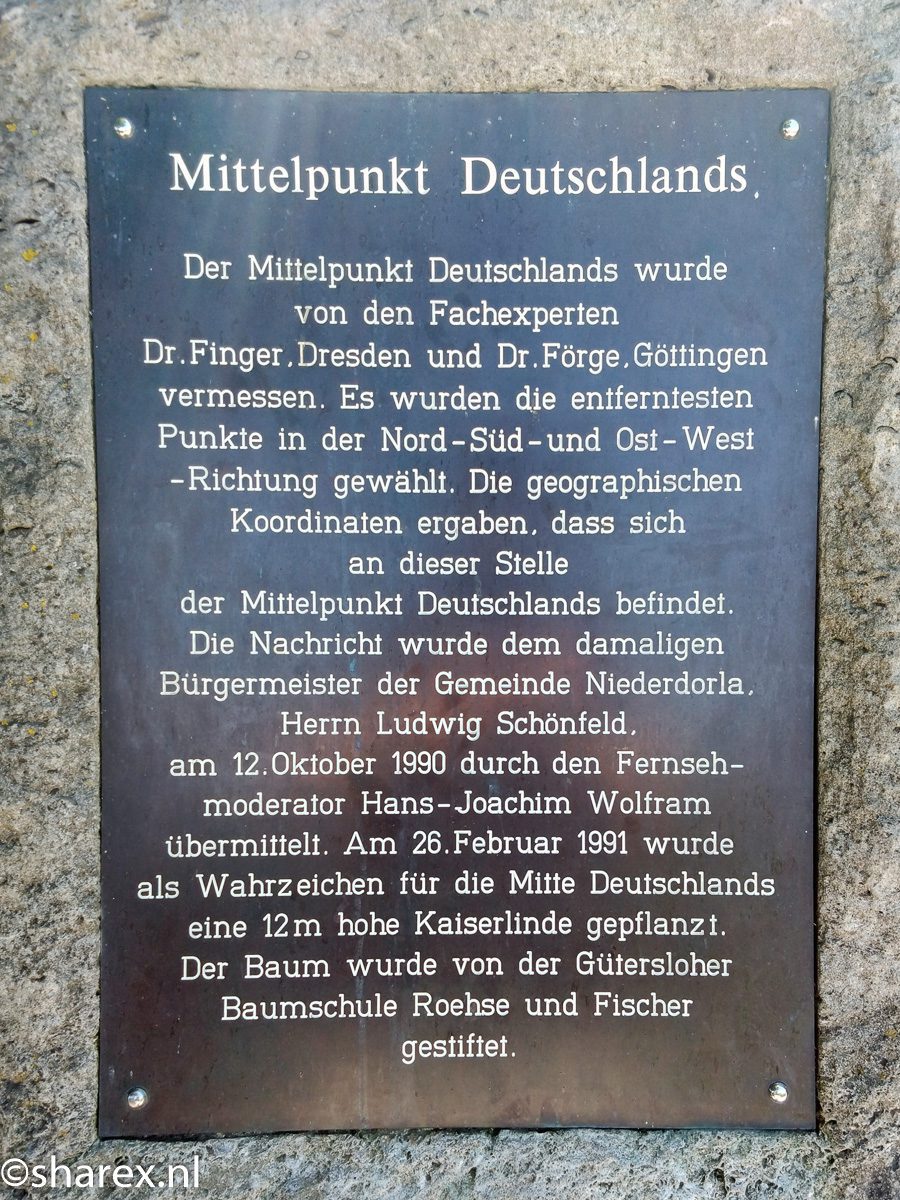 Mittelpunkt Deutschlands
Der Mittelpunkt Deutschlands wurde
von den Fachexperten
Dr.Finger,Dresden und Dr.Förge,Göttingen
vermessen. Es wurden die entferntesten
Punkte in der Nord-Süd-und Ost-West
-Richtung gewählt. Die geographischen
Koordinaten ergaben, dass sich
an dieser Stelle
der Mittelpunkt Deutschlands befindet.
Die Nachricht wurde dem damaligen
Bürgermeister der Gemeinde Niederdorla,
Herrn Ludwig Schönfeld,
am 12.Oktober 1990 durch den Fernseh-
moderator Hans-Joachim Wolfram
übermittelt. Am 26.Februar 1991 wurde
als Wahrzeichen für die Mitte Deutschlands
eine 12m hohe Kaiserlinde gepflanzt.
Der Baum wurde von der Gütersloher
Baumschule Roehse und Fischer
gestiftet.
©sharex.nl